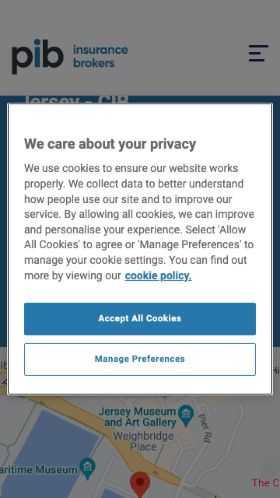 pib insurance
brokers
Jersey - CIB
We care about your privacy
We use cookies to ensure our website works
properly. We collect data to better understand
how people use our site and to improve our
service. By allowing all cookies, we can improve
and personalise your experience. Select 'Allow
All Cookies' to agree or 'Manage Preferences' to
manage your cookie settings. You can find out
more by viewing our cookie policy.
Accept All Cookies
Manage Preferences
Jersey Museum
and Art Gallery
Weighbridge
Place
Pier Rd
aritime Museum
The C